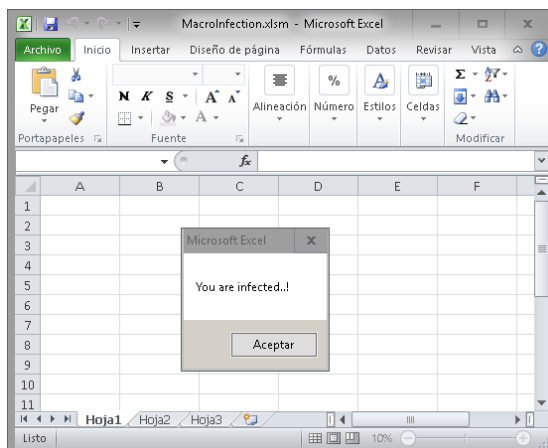 MacroInfection.xlsm - Microsoft Excel
Archivo Inicio Insertar Diseño de página Fórmulas Datos Revisar Vista
Pegar
N K S A A
A
Alineación Número Estilos Celdas
%
Σ
Portapapeles Fuente Modificar
fx
A B C D E F
1
2
3
4
5
6
7
8
9
10
11
Microsoft Excel
You are infected..!
Aceptar
Hoja1 Hoja2 Hoja3
Listo 10%